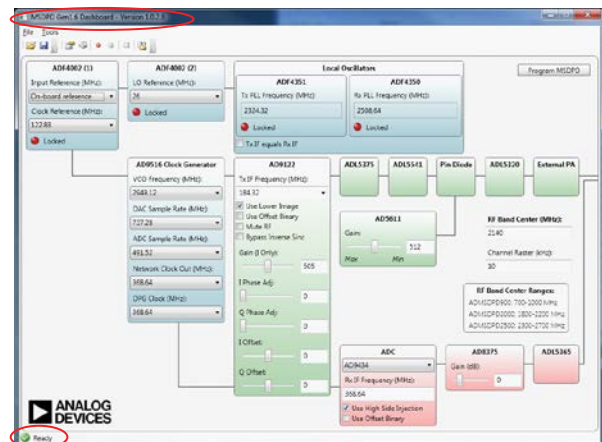 MSDPD Gen1.6 Dashboard - Version 1.0.2.8
File Tools
Program MSDPD
ADF4002 (1)
Input Reference (MHz):
On-board reference
Clock Reference (MHz):
122.88
Locked
ADF4002 (2)
LO Reference (MHz):
26
Locked
Local Oscillators
ADF4351
Tx PLL Frequency (MHz):
2324.32
Locked
Tx IF equals Rx IF
ADF4350
Rx PLL Frequency (MHz):
2508.64
Locked
AD9516 Clock Generator
VCO Frequency (MHz):
2949.12
DAC Sample Rate (MHz):
737.28
ADC Sample Rate (MHz):
491.52
Network Clock Out (MHz):
368.64
DPG Clock (MHz):
368.64
AD9122
Tx IF Frequency (MHz):
184.32
Use Lower Image
Use Offset Binary
Mute RF
Bypass Inverse Sinc
Gain (I Only):
505
I Phase Adj:
0
Q Phase Adj:
0
I Offset:
0
Q Offset:
0
ADL5375
ADL5541
Pin Diode
ADL5320
External PA
AD5611
Gain:
512
Max Min
RF Band Center (MHz):
2140
Channel Raster (kHz):
30
RF Band Center Ranges:
ADMSDPD900: 700-1000 MHz
ADMSDPD2000: 1800-2200 MHz
ADMSDPD2500: 2300-2700 MHz
ADC
AD9434
Rx IF Frequency (MHz):
368.64
Use High Side Injection
Use Offset Binary
AD8375
Gain (dB):
0
ADL5365
ANALOG
DEVICES
Ready